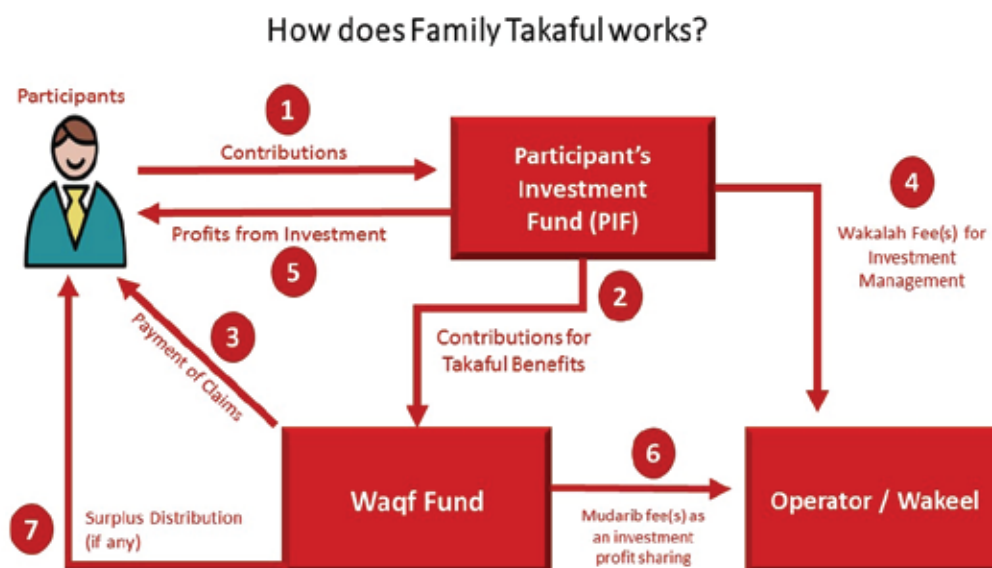 How does Family Takaful works?
Participants
1
Contributions
Participant's
Investment
Fund (PIF)
4
Wakalah Fee(s) for
Investment
Management
Profits from Investment
5
2
Contributions for
Takaful Benefits
3
Payment of Claims
Waqf Fund
6
Mudarib fee(s) as
an investment
profit sharing
Operator / Wakeel
7
Surplus Distribution
(if any)